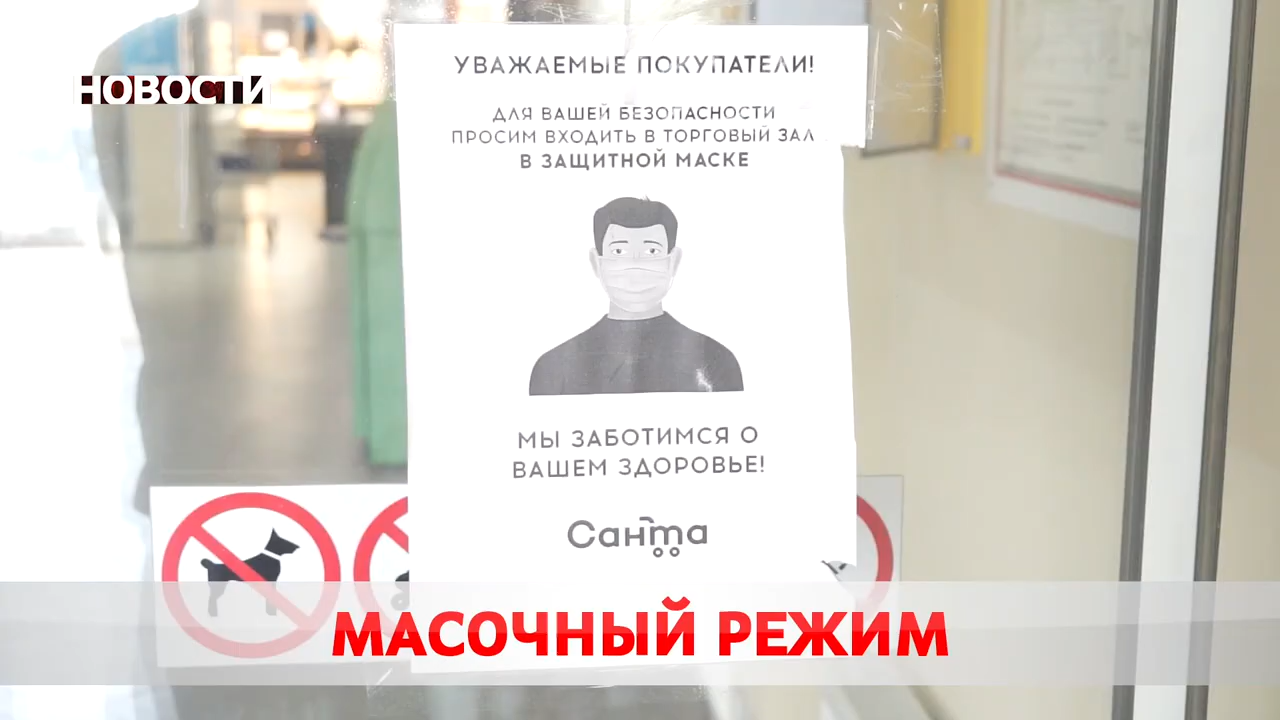 НОВОСТИ
УВАЖАЕМЫЕ ПОКУПАТЕЛИ!
ДЛЯ ВАШЕЙ БЕЗОПАСНОСТИ
ПРОСИМ ВХОДИТЬ В ТОРГОВЫЙ ЗАЛ
В ЗАЩИТНОЙ МАСКЕ
МЫ ЗАБОТИМСЯ О
ВАШЕМ ЗДОРОВЬЕ!
Санта
МАСОЧНЫЙ РЕЖИМ